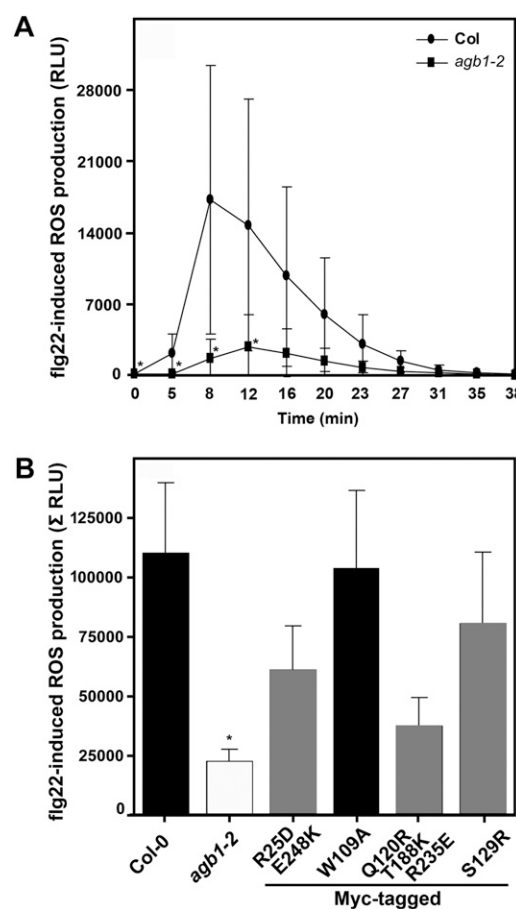 A
flg22-induced ROS production (RLU)
28000
21000
14000
7000
0
Col
agb1-2
*
*
*
*
0 5 8 12 16 20 23 27 31 35 38
Time (min)
B
flg22-induced ROS production (Σ RLU)
125000
100000
75000
50000
25000
0
*
Col-0
agb1-2
R25D
E248K
W109A
Q120R
T188K
R235E
S129R
Myc-tagged